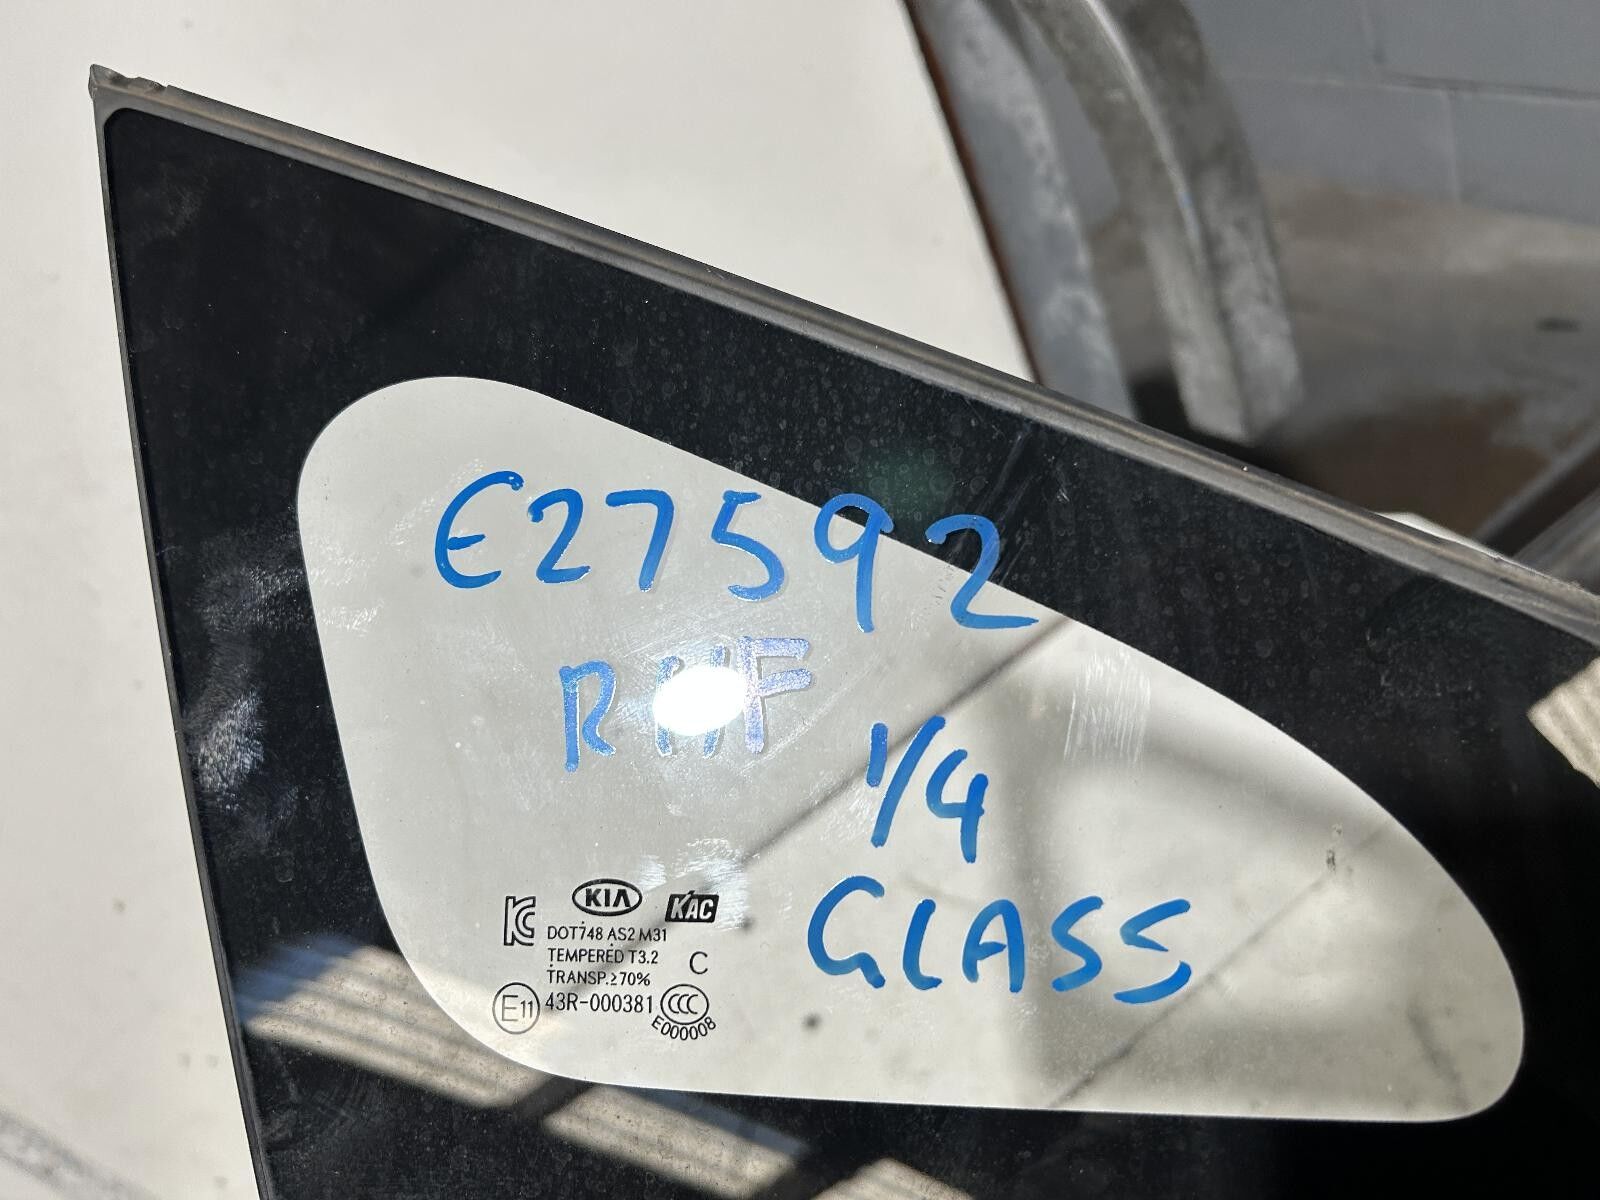 E27592
RHF
1/4
GLASS
KC KIA KAC
DOT748 AS2 M31
TEMPERED T3.2 C
TRANSP.≥70%
E11 43R-000381 CCC
E000008